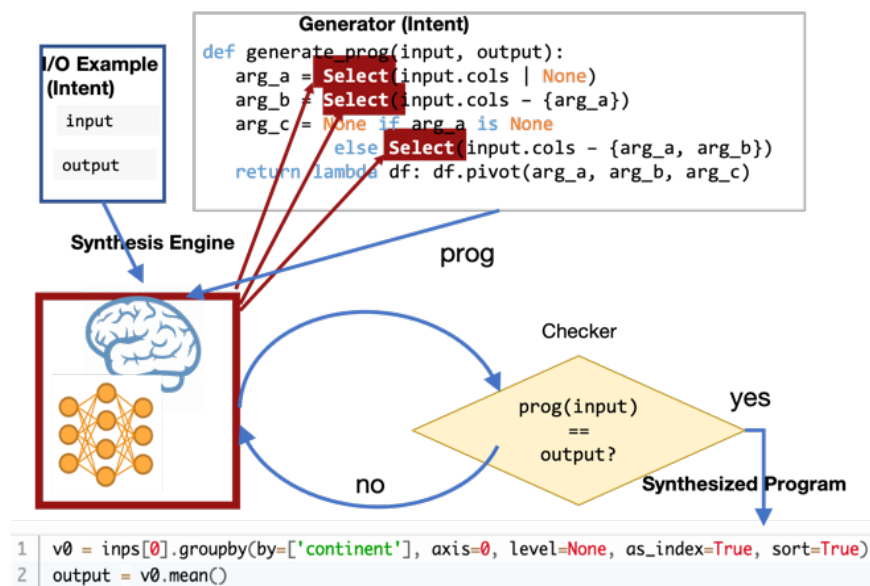 Generator (Intent)
def generate_prog(input, output):
arg_a = Select(input.cols | None)
arg_b = Select(input.cols – {arg_a})
arg_c = None if arg_a is None
else Select(input.cols – {arg_a, arg_b})
return lambda df: df.pivot(arg_a, arg_b, arg_c)
I/O Example
(Intent)
input
output
Synthesis Engine
prog
Checker
prog(input)
==
output?
yes
no
Synthesized Program
1 v0 = inps[0].groupby(by=['continent'], axis=0, level=None, as_index=True, sort=True)
2 output = v0.mean()